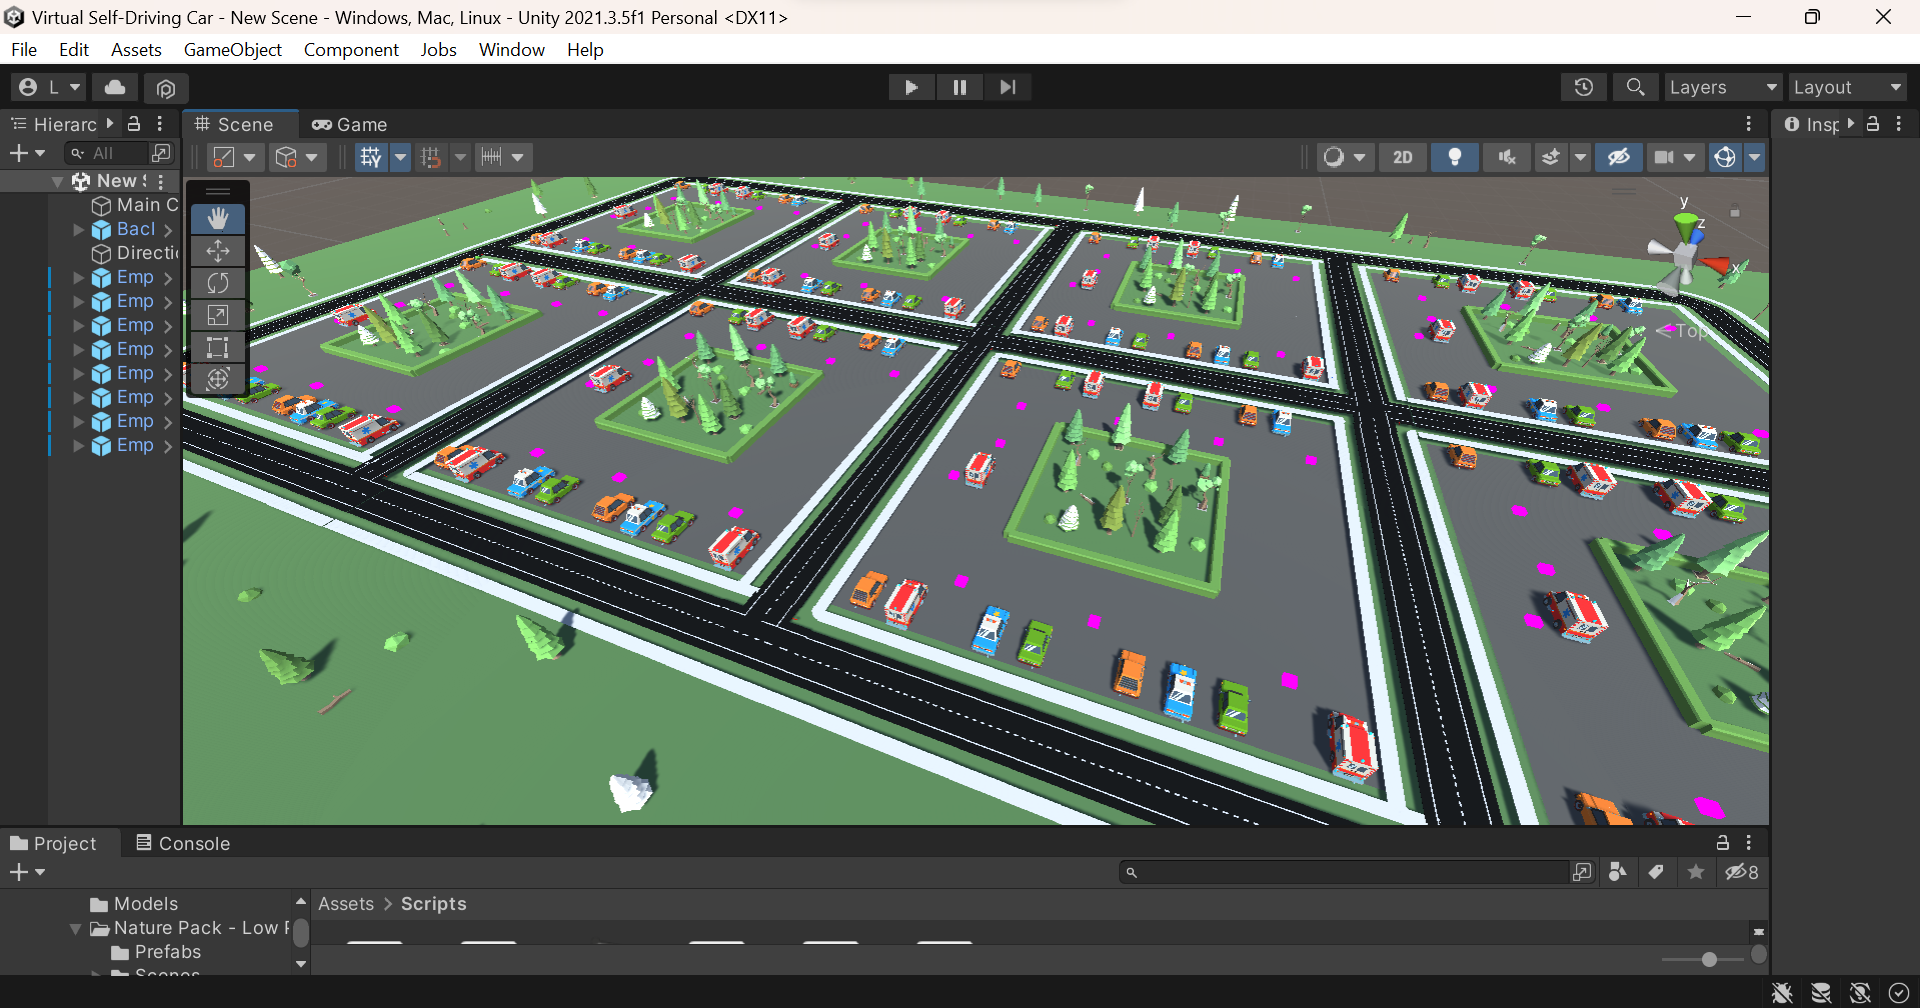 Virtual Self-Driving Car - New Scene - Windows, Mac, Linux - Unity 2021.3.5f1 Personal <DX11>
File Edit Assets GameObject Component Jobs Window Help
L Layers Layout
Hierarc Scene Game Insp
All 2D
New S
Main C
Bacl
Directi
Emp
Emp
Emp
Emp
Emp
Emp
Emp
Emp
y
z
x
Top
Project Console
8
Models Assets > Scripts
Nature Pack - Low P
Prefabs
Scenes